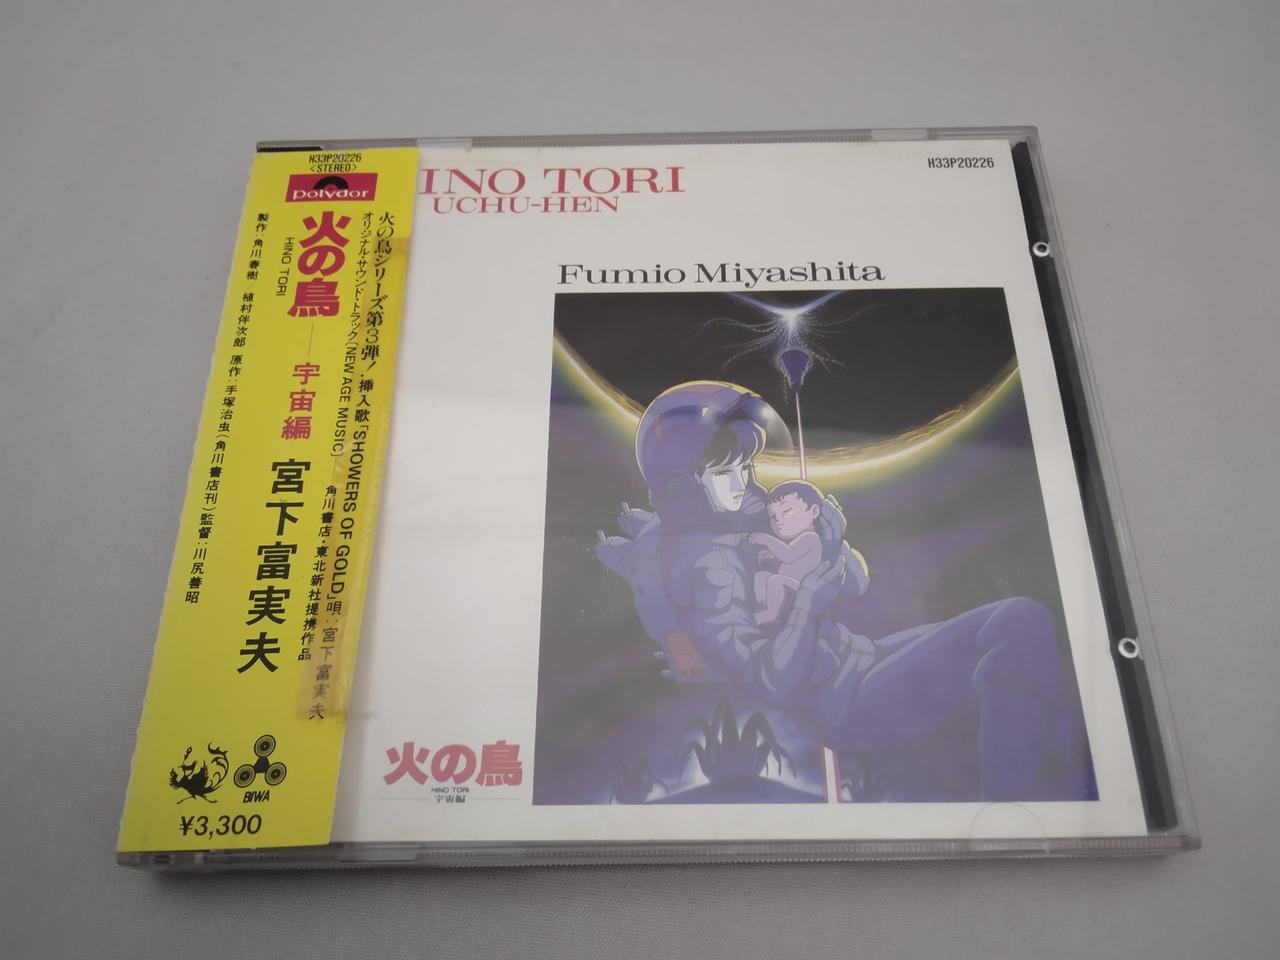 H33P20226
<STEREO>
polydor
火の鳥シリーズ第3弾!・挿入歌「SHOWERS OF GOLD」唄:宮下富実夫
オリジナル・サウンド・トラック〔NEW AGE MUSIC〕
角川書店・東北新社提携作品
火の鳥—宇宙編 宮下富実夫
HINO TORI
製作:角川春樹/植村伴次郎 原作:手塚治虫(角川書店刊)監督:川尻善昭
BIWA
¥3,300
INO TORI
UCHU-HEN
H33P20226
Fumio Miyashita
火の鳥
HINO TORI
宇宙編